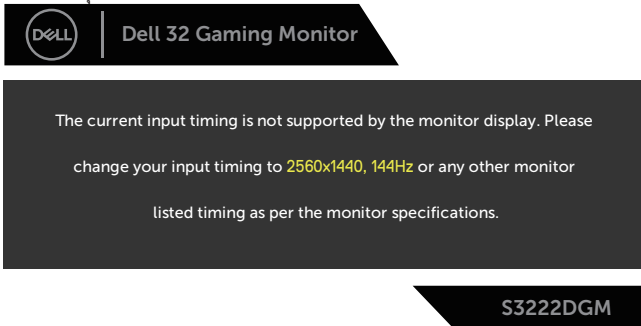 DELL
Dell 32 Gaming Monitor
The current input timing is not supported by the monitor display. Please
change your input timing to 2560x1440, 144Hz or any other monitor
listed timing as per the monitor specifications.
S3222DGM